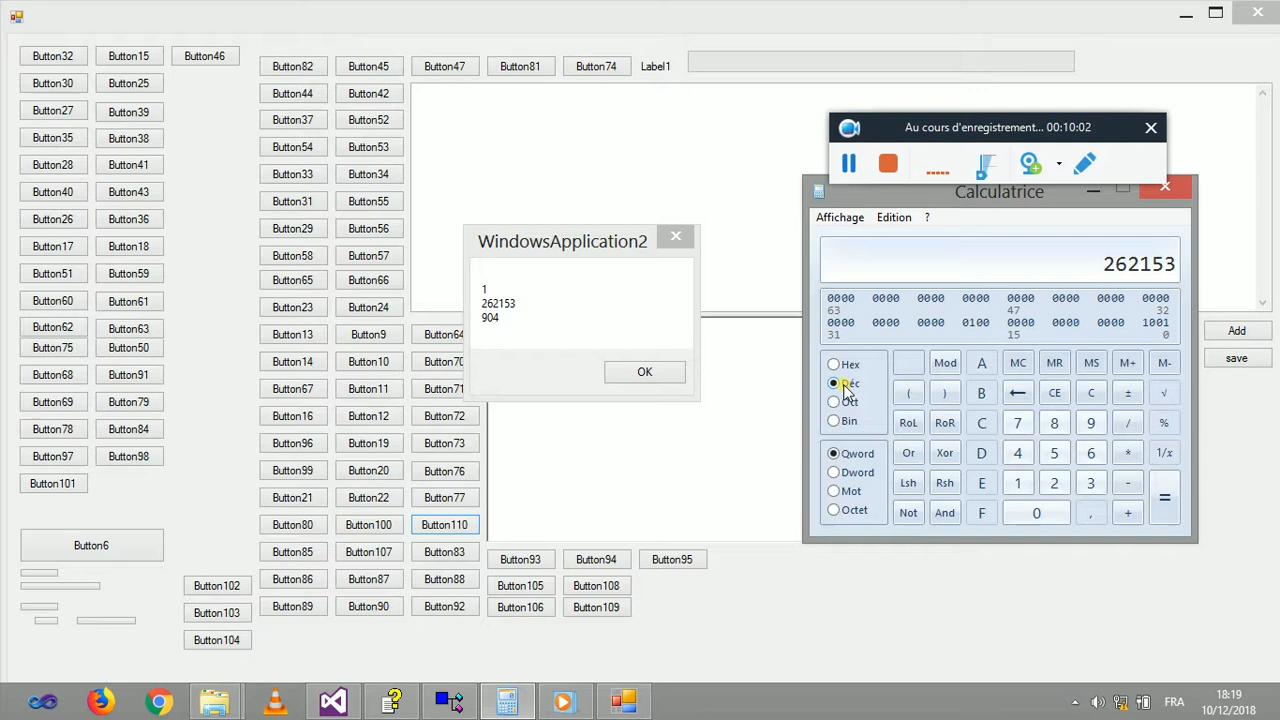 Button32 Button15 Button46
Button30 Button25
Button27 Button39
Button35 Button38
Button28 Button41
Button40 Button43
Button26 Button42
Button17 Button18
Button51 Button59
Button60 Button61
Button62 Button63
Button75 Button50
Button68 Button91
Button69 Button79
Button78 Button84
Button97 Button98
Button101
Button6
Button102
Button103
Button104
Button82 Button45 Button47 Button81 Button74 Label1
Button44 Button42
Button37 Button52
Button54 Button53
Button33 Button34
Button31 Button55
Button29 Button56
Button58 Button57
Button65 Button66
Button23 Button24
Button13 Button9 Button64
Button14 Button10 Button70
Button67 Button11 Button71
Button16 Button12 Button72
Button96 Button19 Button73
Button99 Button20 Button76
Button21 Button22 Button77
Button80 Button100 Button110
Button85 Button107 Button83
Button86 Button87 Button88
Button89 Button90 Button92
Button93 Button94 Button95
Button105 Button108
Button106 Button109
WindowsApplication2
1
262153
904
OK
Au cours d'enregistrement... 00:10:02
Calculatrice
Affichage Edition ?
262153
0000 0000 0000 0000 0000 0000 0000 0000
63 47 32
0000 0000 0000 0100 0000 0000 0000 1001
31 15 0
Hex Mod A MC MR MS M+ M-
Déc ( ) B ← CE C ± √
Oct RoL RoR C 7 8 9 / %
Bin
Qword Or Xor D 4 5 6 * 1/x
Dword Lsh Rsh E 1 2 3 - =
Mot
Octet Not And F 0 , +
Add
save
FRA
18:19
10/12/2018